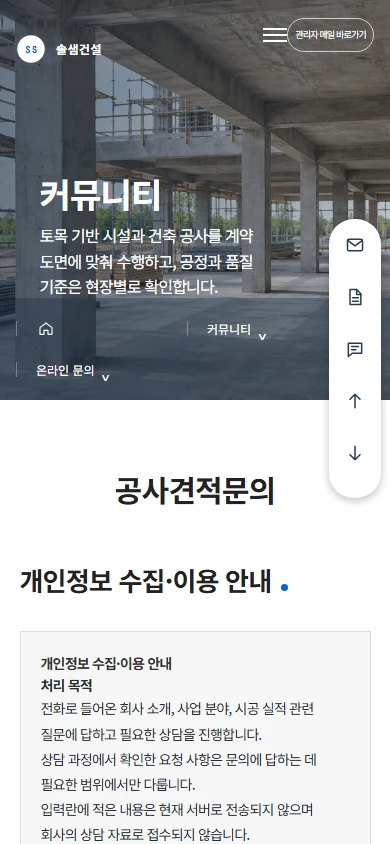 SS
솔샘건설
관리자 메일 바로가기
커뮤니티
토목 기반 시설과 건축 공사를 계약
도면에 맞춰 수행하고, 공정과 품질
기준은 현장별로 확인합니다.
커뮤니티
온라인 문의
공사견적문의
개인정보 수집·이용 안내
개인정보 수집·이용 안내
처리 목적
전화로 들어온 회사 소개, 사업 분야, 시공 실적 관련
질문에 답하고 필요한 상담을 진행합니다.
상담 과정에서 확인한 요청 사항은 문의에 답하는 데
필요한 범위에서만 다룹니다.
입력란에 적은 내용은 현재 서버로 전송되지 않으며
회사의 상담 자료로 접수되지 않습니다.